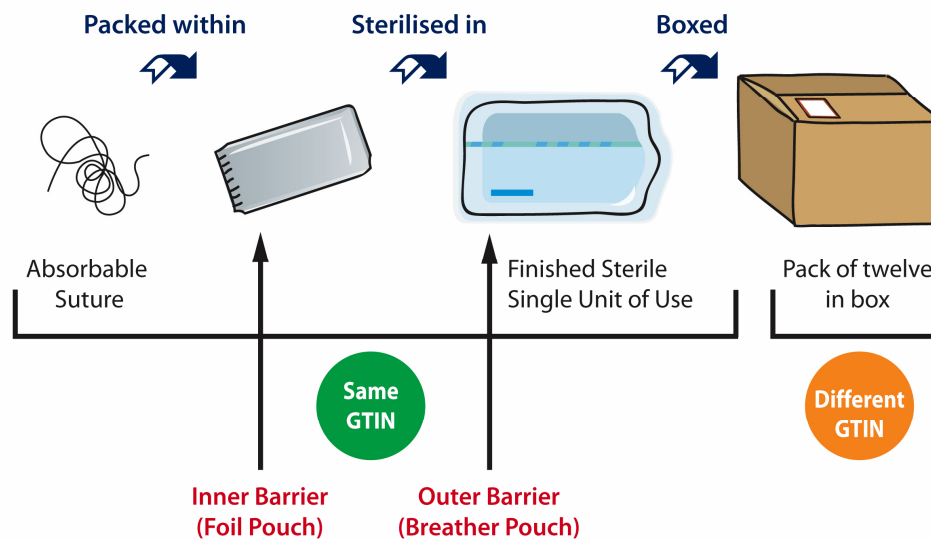 Packed within
Sterilised in
Boxed
Absorbable
Suture
Finished Sterile
Single Unit of Use
Pack of twelve
in box
Same
GTIN
Different
GTIN
Inner Barrier
(Foil Pouch)
Outer Barrier
(Breather Pouch)